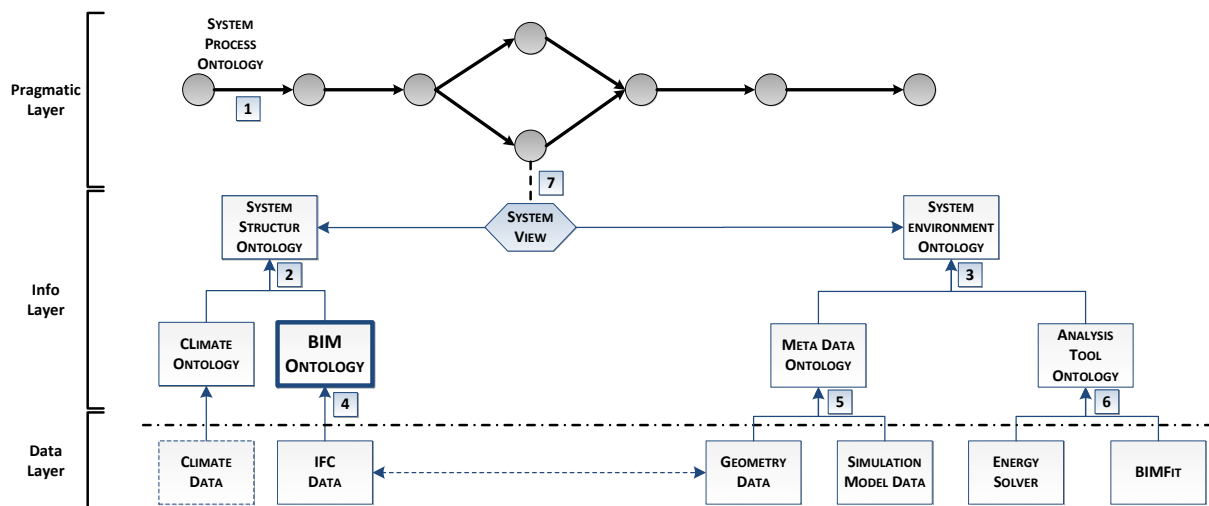 SYSTEM
PROCESS
ONTOLOGY
Pragmatic
Layer
1
7
SYSTEM
STRUCTUR
ONTOLOGY
SYSTEM
VIEW
SYSTEM
ENVIRONMENT
ONTOLOGY
2
3
Info
Layer
CLIMATE
ONTOLOGY
BIM
ONTOLOGY
META DATA
ONTOLOGY
ANALYSIS
TOOL
ONTOLOGY
4
5
6
Data
Layer
CLIMATE
DATA
IFC
DATA
GEOMETRY
DATA
SIMULATION
MODEL DATA
ENERGY
SOLVER
BIMFIT